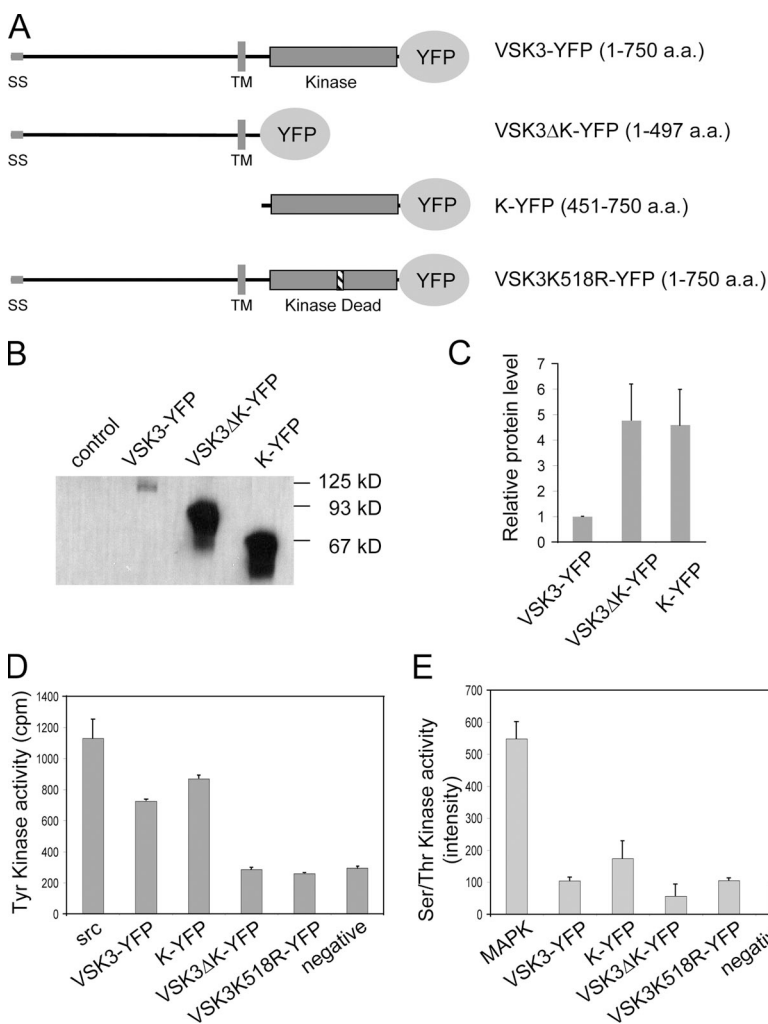 A
YFP
VSK3-YFP (1-750 a.a.)
SS
TM
Kinase
YFP
VSK3ΔK-YFP (1-497 a.a.)
SS
TM
YFP
K-YFP (451-750 a.a.)
YFP
VSK3K518R-YFP (1-750 a.a.)
SS
TM
Kinase Dead
B
control
VSK3-YFP
VSK3ΔK-YFP
K-YFP
125 kD
93 kD
67 kD
C
Relative protein level
7
6
5
4
3
2
1
0
VSK3-YFP
VSK3ΔK-YFP
K-YFP
D
Tyr Kinase activity (cpm)
1400
1200
1000
800
600
400
200
0
src
VSK3-YFP
K-YFP
VSK3ΔK-YFP
VSK3K518R-YFP
negative
E
Ser/Thr Kinase activity
(intensity)
700
600
500
400
300
200
100
0
MAPK
VSK3-YFP
K-YFP
VSK3ΔK-YFP
VSK3K518R-YFP
negativ